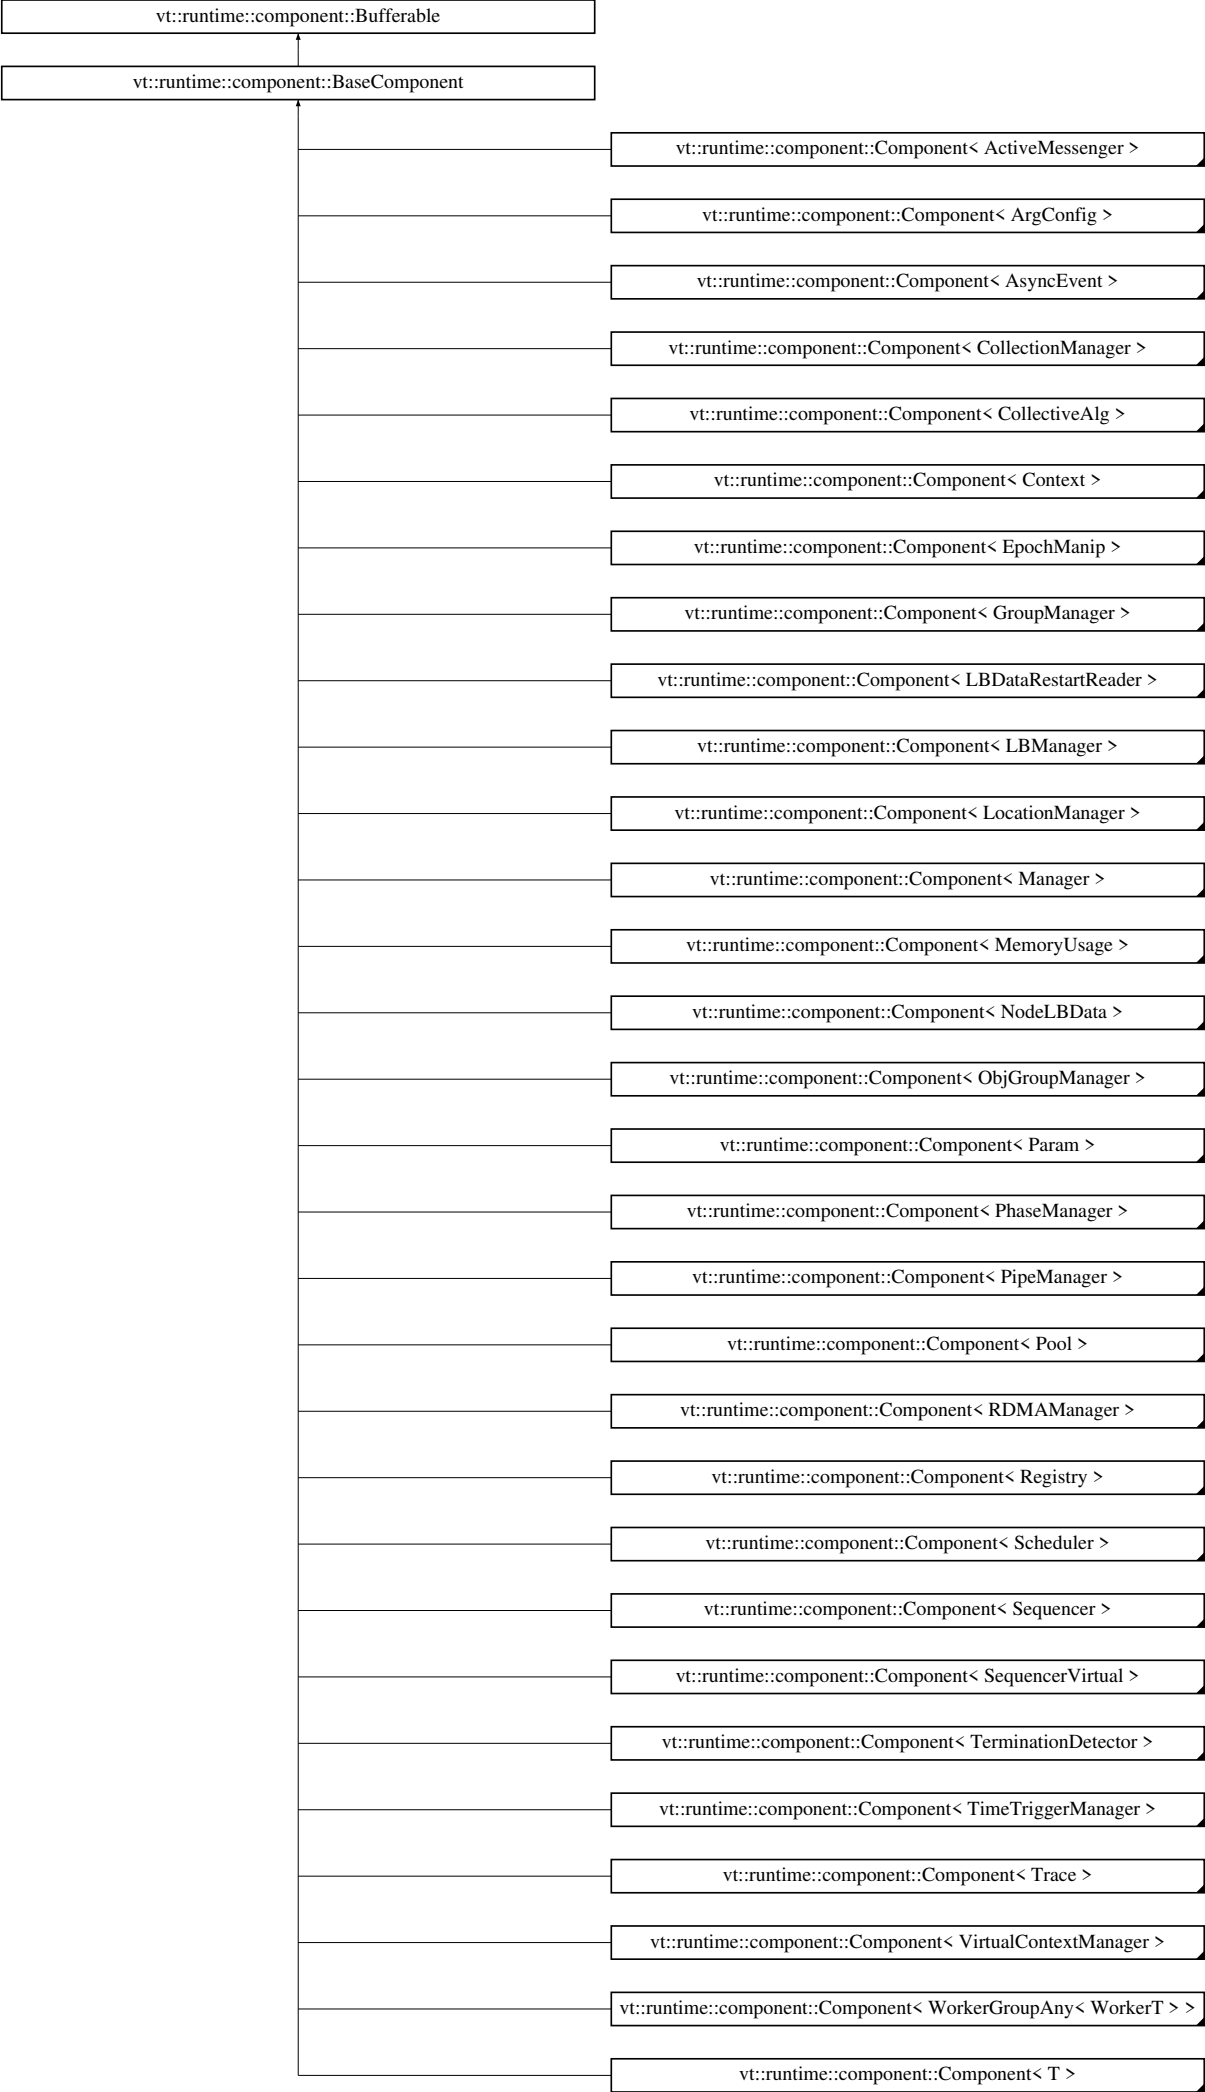 vt::runtime::component::Bufferable
vt::runtime::component::BaseComponent
vt::runtime::component::Component< ActiveMessenger >
vt::runtime::component::Component< ArgConfig >
vt::runtime::component::Component< AsyncEvent >
vt::runtime::component::Component< CollectionManager >
vt::runtime::component::Component< CollectiveAlg >
vt::runtime::component::Component< Context >
vt::runtime::component::Component< EpochManip >
vt::runtime::component::Component< GroupManager >
vt::runtime::component::Component< LBDataRestartReader >
vt::runtime::component::Component< LBManager >
vt::runtime::component::Component< LocationManager >
vt::runtime::component::Component< Manager >
vt::runtime::component::Component< MemoryUsage >
vt::runtime::component::Component< NodeLBData >
vt::runtime::component::Component< ObjGroupManager >
vt::runtime::component::Component< Param >
vt::runtime::component::Component< PhaseManager >
vt::runtime::component::Component< PipeManager >
vt::runtime::component::Component< Pool >
vt::runtime::component::Component< RDMAManager >
vt::runtime::component::Component< Registry >
vt::runtime::component::Component< Scheduler >
vt::runtime::component::Component< Sequencer >
vt::runtime::component::Component< SequencerVirtual >
vt::runtime::component::Component< TerminationDetector >
vt::runtime::component::Component< TimeTriggerManager >
vt::runtime::component::Component< Trace >
vt::runtime::component::Component< VirtualContextManager >
vt::runtime::component::Component< WorkerGroupAny< WorkerT > >
vt::runtime::component::Component< T >